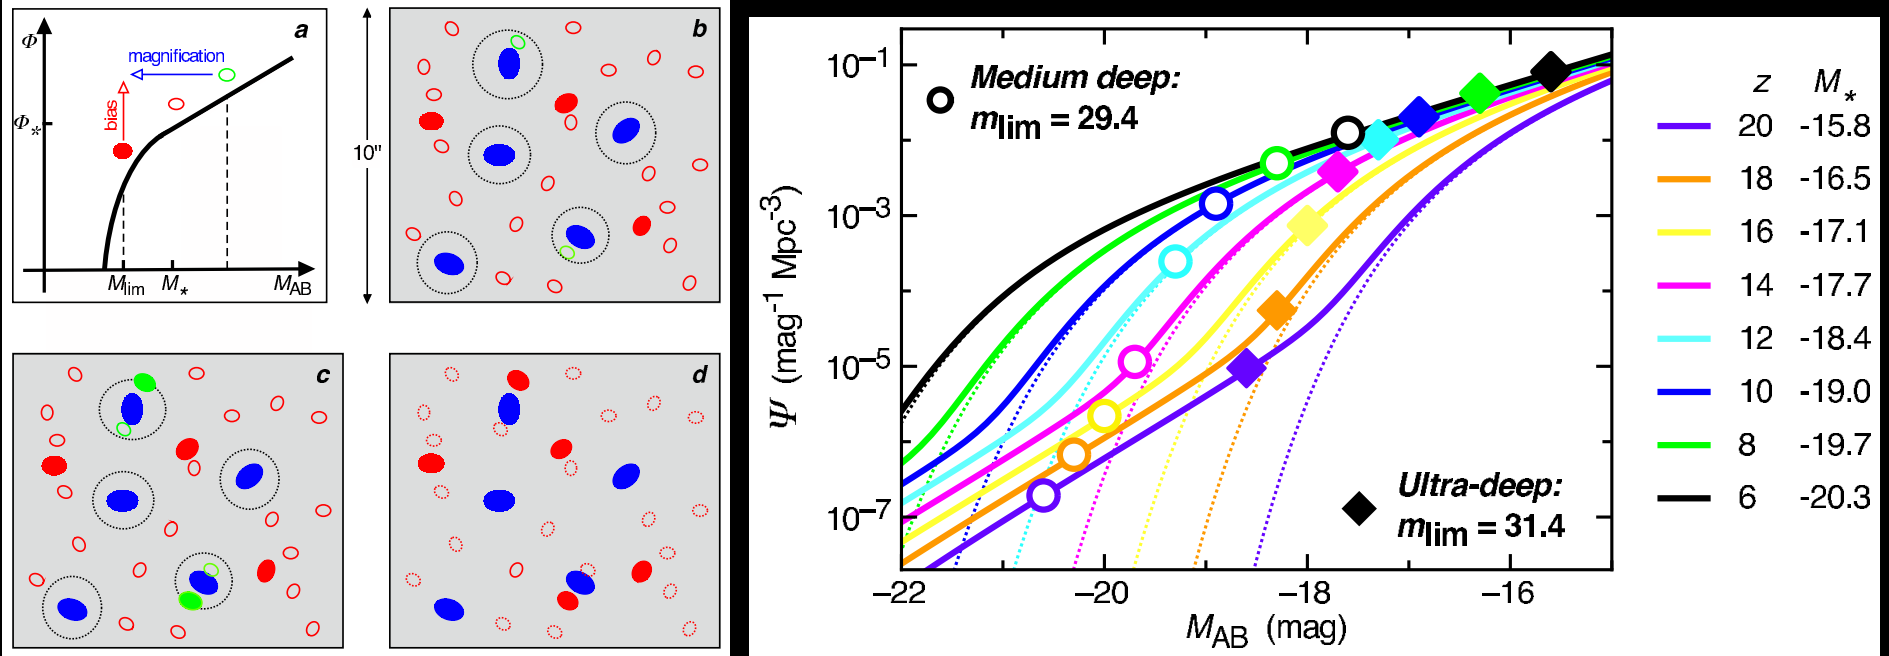 a
Φ
magnification
Φ*
bias
Mlim
M*
MAB
10"
b
c
d
10⁻¹
10⁻³
10⁻⁵
10⁻⁷
Ψ (mag⁻¹ Mpc⁻³)
Medium deep:
mlim = 29.4
Ultra-deep:
mlim = 31.4
−22
−20
−18
−16
MAB (mag)
z M*
20 -15.8
18 -16.5
16 -17.1
14 -17.7
12 -18.4
10 -19.0
8 -19.7
6 -20.3